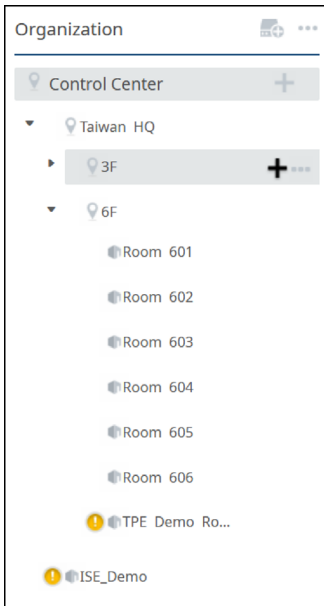 Organization
Control Center
Taiwan HQ
3F
6F
Room 601
Room 602
Room 603
Room 604
Room 605
Room 606
TPE Demo Ro...
ISE_Demo